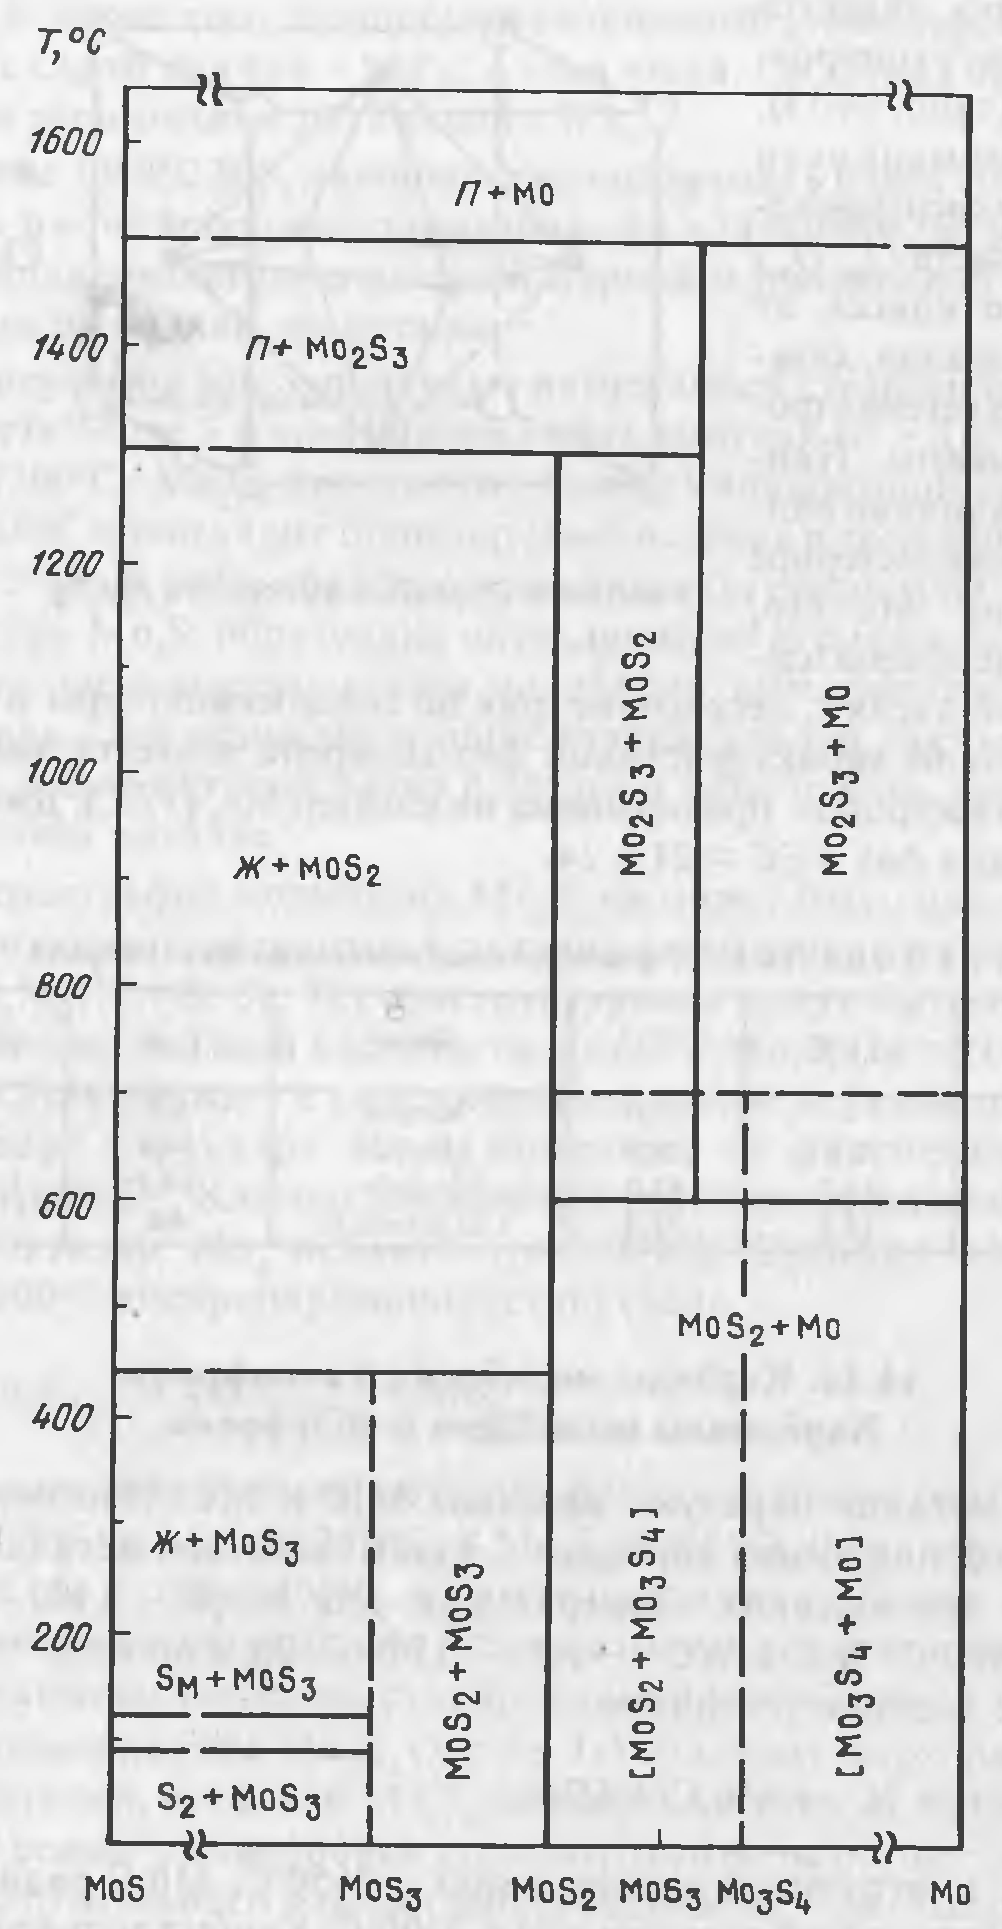 T,°C
1600
П + Mo
1400
П + Mo2S3
1200
Mo2S3 + MoS2
Mo2S3 + Mo
1000
Ж + MoS2
800
600
MoS2 + Mo
400
Ж + MoS3
MoS2 + MoS3
[MoS2 + Mo3S4]
[Mo3S4 + Mo]
200
SM + MoS3
S2 + MoS3
MoS MoS3 MoS2 MoS3 Mo3S4 Mo